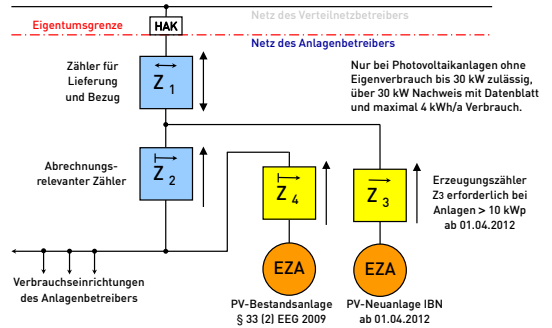 Netz des Verteilnetzbetreibers
Eigentumsgrenze
HAK
Netz des Anlagenbetreibers
Zähler für
Lieferung
und Bezug
Z 1
Nur bei Photovoltaikanlagen ohne
Eigenverbrauch bis 30 kW zulässig,
über 30 kW Nachweis mit Datenblatt
und maximal 4 kWh/a Verbrauch.
Abrechnungs-
relevanter Zähler
Z 2
Z 4
Z 3
Erzeugungszähler
Z3 erforderlich bei
Anlagen > 10 kWp
ab 01.04.2012
EZA
EZA
Verbrauchseinrichtungen
des Anlagenbetreibers
PV-Bestandsanlage
§ 33 (2) EEG 2009
PV-Neuanlage IBN
ab 01.04.2012